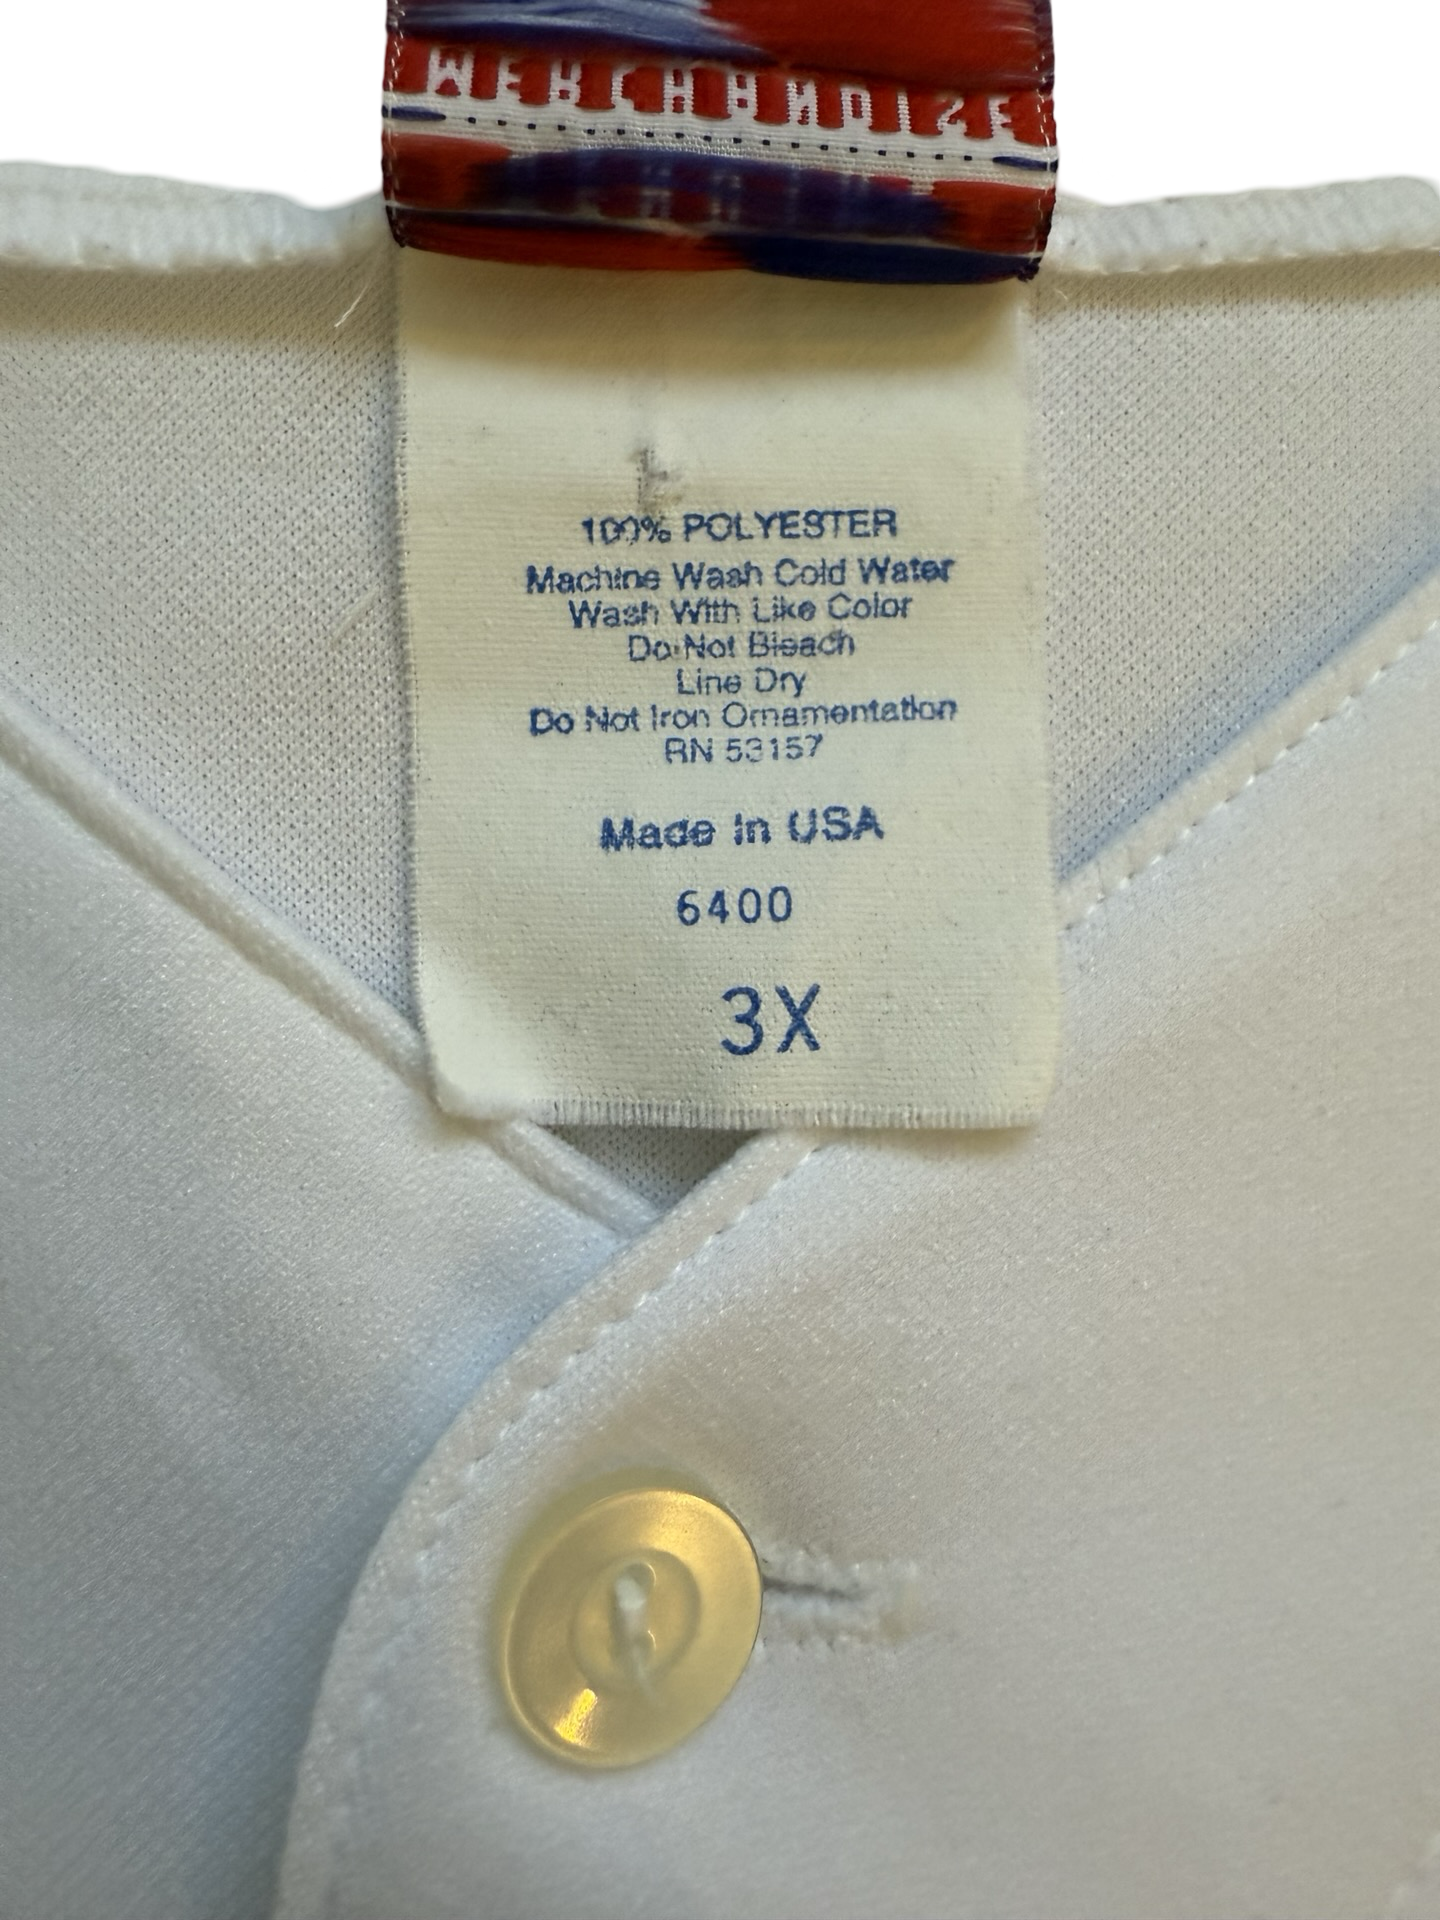 MERCHANDIZE
100% POLYESTER
Machine Wash Cold Water
Wash With Like Color
Do Not Bleach
Line Dry
Do Not Iron Ornamentation
RN 53157
Made In USA
6400
3X